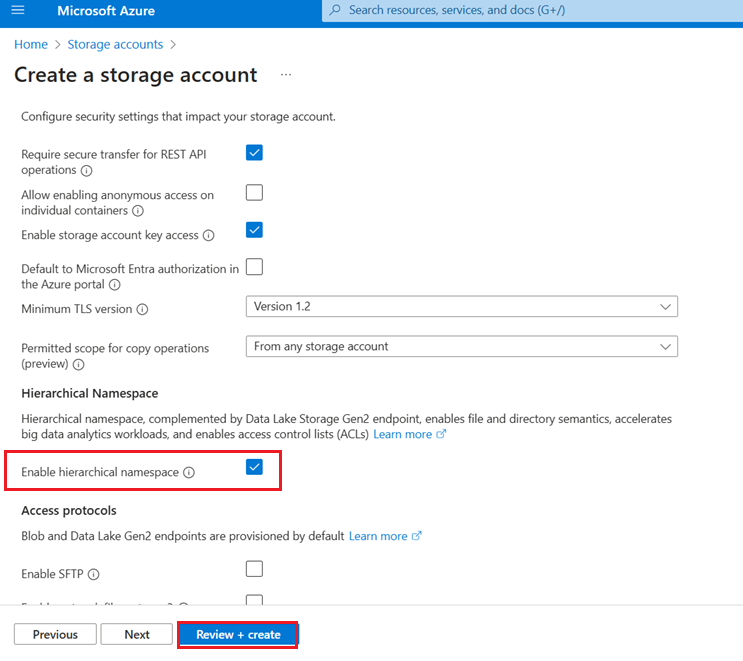 Microsoft Azure
Search resources, services, and docs (G+/)
Home > Storage accounts >
Create a storage account ...
Configure security settings that impact your storage account.
Require secure transfer for REST API
operations
Allow enabling anonymous access on
individual containers
Enable storage account key access
Default to Microsoft Entra authorization in
the Azure portal
Minimum TLS version
Version 1.2
Permitted scope for copy operations
(preview)
From any storage account
Hierarchical Namespace
Hierarchical namespace, complemented by Data Lake Storage Gen2 endpoint, enables file and directory semantics, accelerates
big data analytics workloads, and enables access control lists (ACLs) Learn more
Enable hierarchical namespace
Access protocols
Blob and Data Lake Gen2 endpoints are provisioned by default Learn more
Enable SFTP
Previous
Next
Review + create